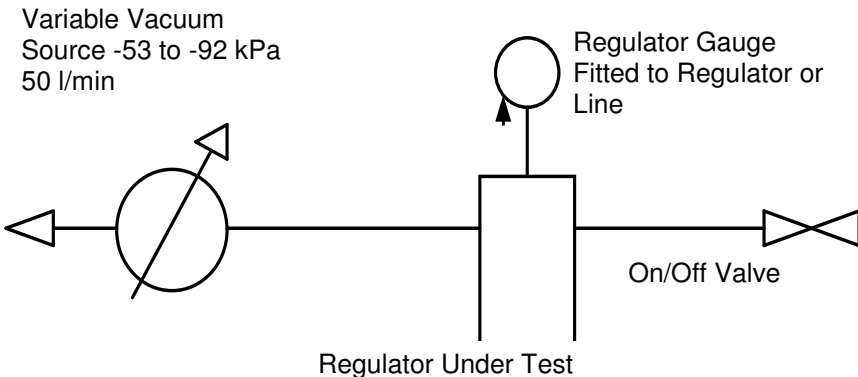 Variable Vacuum
Source -53 to -92 kPa
50 l/min
Regulator Gauge
Fitted to Regulator or
Line
On/Off Valve
Regulator Under Test